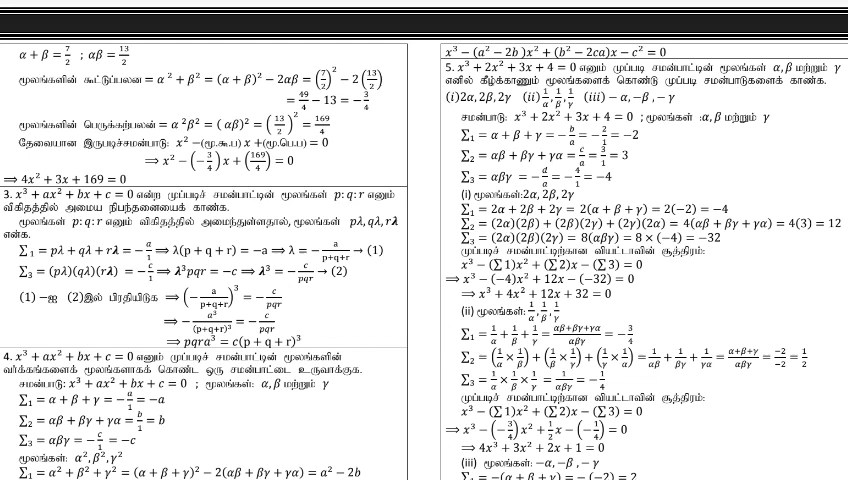 α + β = 7/2 ; αβ = 13/2
மூலங்களின் கூட்டுப்பலன = α² + β² = (α + β)² − 2αβ = (7/2)² − 2(13/2)
= 49/4 − 13 = −3/4
மூலங்களின் பெருக்கற்பலன் = α²β² = (αβ)² = (13/2)² = 169/4
தேவையான இருபடிச்சமன்பாடு: x² −(மூ.கூ.ப) x +(மூ.பெ.ப) = 0
⟹ x² − (−3/4) x + (169/4) = 0
⟹ 4x² + 3x + 169 = 0
3. x³ + ax² + bx + c = 0 என்ற முப்படிச் சமன்பாட்டின் மூலங்கள் p: q: r எனும்
விகிதத்தில் அமைய நிபந்தனையைக் காண்க.
மூலங்கள் p: q: r எனும் விகிதத்தில் அமைந்துள்ளதால், மூலங்கள் pλ, qλ, rλ
என்க.
∑₁ = pλ + qλ + rλ = −a/1 ⟹ λ(p + q + r) = −a ⟹ λ = −a/(p+q+r) → (1)
∑₃ = (pλ)(qλ)(rλ) = −c/1 ⟹ λ³pqr = −c ⟹ λ³ = −c/pqr → (2)
(1) −ஐ (2)இல் பிரதியிடுக ⟹ (−a/(p+q+r))³ = −c/pqr
⟹ −a³/(p+q+r)³ = −c/pqr
⟹ pqra³ = c(p + q + r)³
4. x³ + ax² + bx + c = 0 எனும் முப்படிச் சமன்பாட்டின் மூலங்களின்
வர்க்கங்களைக் மூலங்களாகக் கொண்ட ஒரு சமன்பாட்டை உருவாக்குக.
சமன்பாடு: x³ + ax² + bx + c = 0 ; மூலங்கள்: α, β மற்றும் γ
∑₁ = α + β + γ = −a/1 = −a
∑₂ = αβ + βγ + γα = b/1 = b
∑₃ = αβγ = −c/1 = −c
மூலங்கள்: α², β², γ²
∑₁ = α² + β² + γ² = (α + β + γ)² − 2(αβ + βγ + γα) = a² − 2b
x³ − (a² − 2b)x² + (b² − 2ca)x − c² = 0
5. x³ + 2x² + 3x + 4 = 0 எனும் முப்படி சமன்பாட்டின் மூலங்கள் α, β மற்றும் γ
எனில் கீழ்க்காணும் மூலங்களைக் கொண்டு முப்படி சமன்பாடுகளைக் காண்க.
(i)2α, 2β, 2γ (ii) 1/α, 1/β, 1/γ (iii) − α, −β, − γ
சமன்பாடு: x³ + 2x² + 3x + 4 = 0 ; மூலங்கள் :α, β மற்றும் γ
∑₁ = α + β + γ = −b/a = −2/1 = −2
∑₂ = αβ + βγ + γα = c/a = 3/1 = 3
∑₃ = αβγ = −d/a = −4/1 = −4
(i) மூலங்கள்:2α, 2β, 2γ
∑₁ = 2α + 2β + 2γ = 2(α + β + γ) = 2(−2) = −4
∑₂ = (2α)(2β) + (2β)(2γ) + (2γ)(2α) = 4(αβ + βγ + γα) = 4(3) = 12
∑₃ = (2α)(2β)(2γ) = 8(αβγ) = 8 × (−4) = −32
முப்படிச் சமன்பாட்டிற்கான வியட்டாவின் சூத்திரம்:
x³ − (∑1)x² + (∑2)x − (∑3) = 0
⟹ x³ − (−4)x² + 12x − (−32) = 0
⟹ x³ + 4x² + 12x + 32 = 0
(ii) மூலங்கள்: 1/α, 1/β, 1/γ
∑₁ = 1/α + 1/β + 1/γ = (αβ+βγ+γα)/αβγ = −3/4
∑₂ = (1/α × 1/β) + (1/β × 1/γ) + (1/γ × 1/α) = 1/αβ + 1/βγ + 1/γα = (α+β+γ)/αβγ = −2/−2 = 1/2
∑₃ = 1/α × 1/β × 1/γ = 1/αβγ = −1/4
முப்படிச் சமன்பாட்டிற்கான வியட்டாவின் சூத்திரம்:
x³ − (∑1)x² + (∑2)x − (∑3) = 0
⟹ x³ − (−3/4) x² + 1/2 x − (−1/4) = 0
⟹ 4x³ + 3x² + 2x + 1 = 0
(iii) மூலங்கள்: −α, −β, − γ
∑₁ = −(α + β + γ) = − (−2) = 2